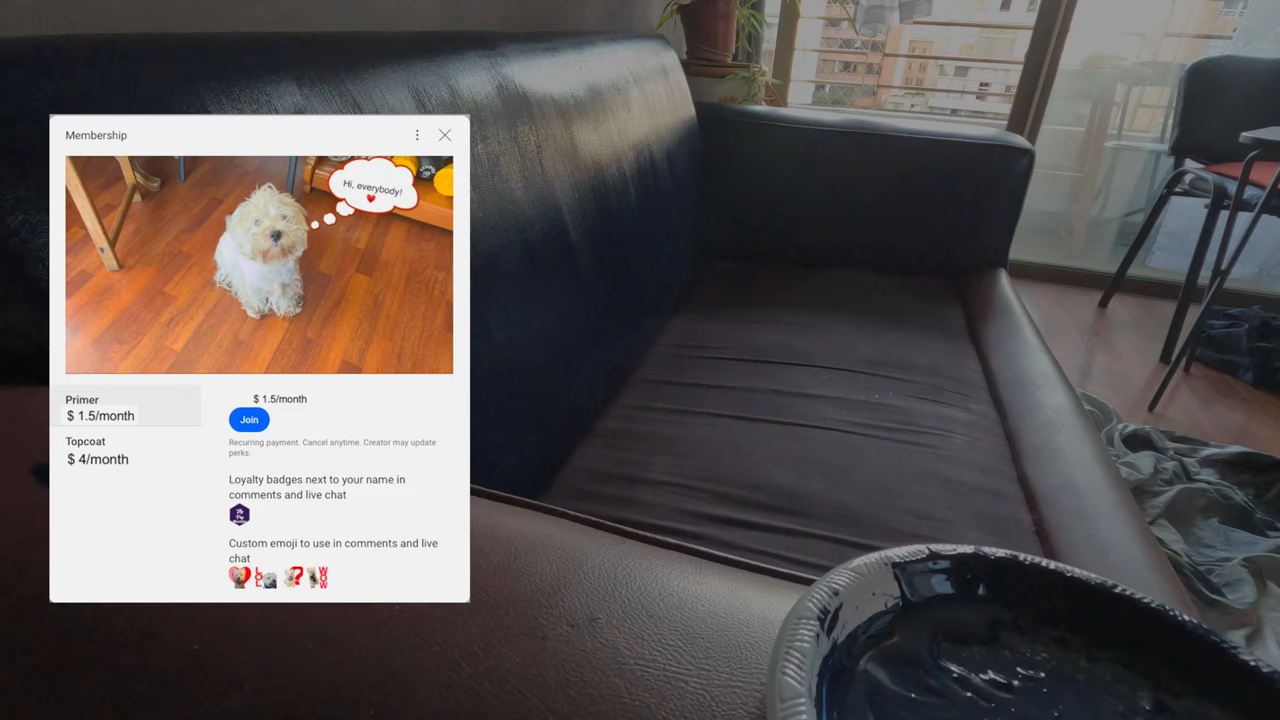 Membership
Hi, everybody!
Primer
$ 1.5/month
Topcoat
$ 4/month
$ 1.5/month
Join
Recurring payment. Cancel anytime. Creator may update
perks.
Loyalty badges next to your name in
comments and live chat
Custom emoji to use in comments and live
chat
LOL
?
WOW